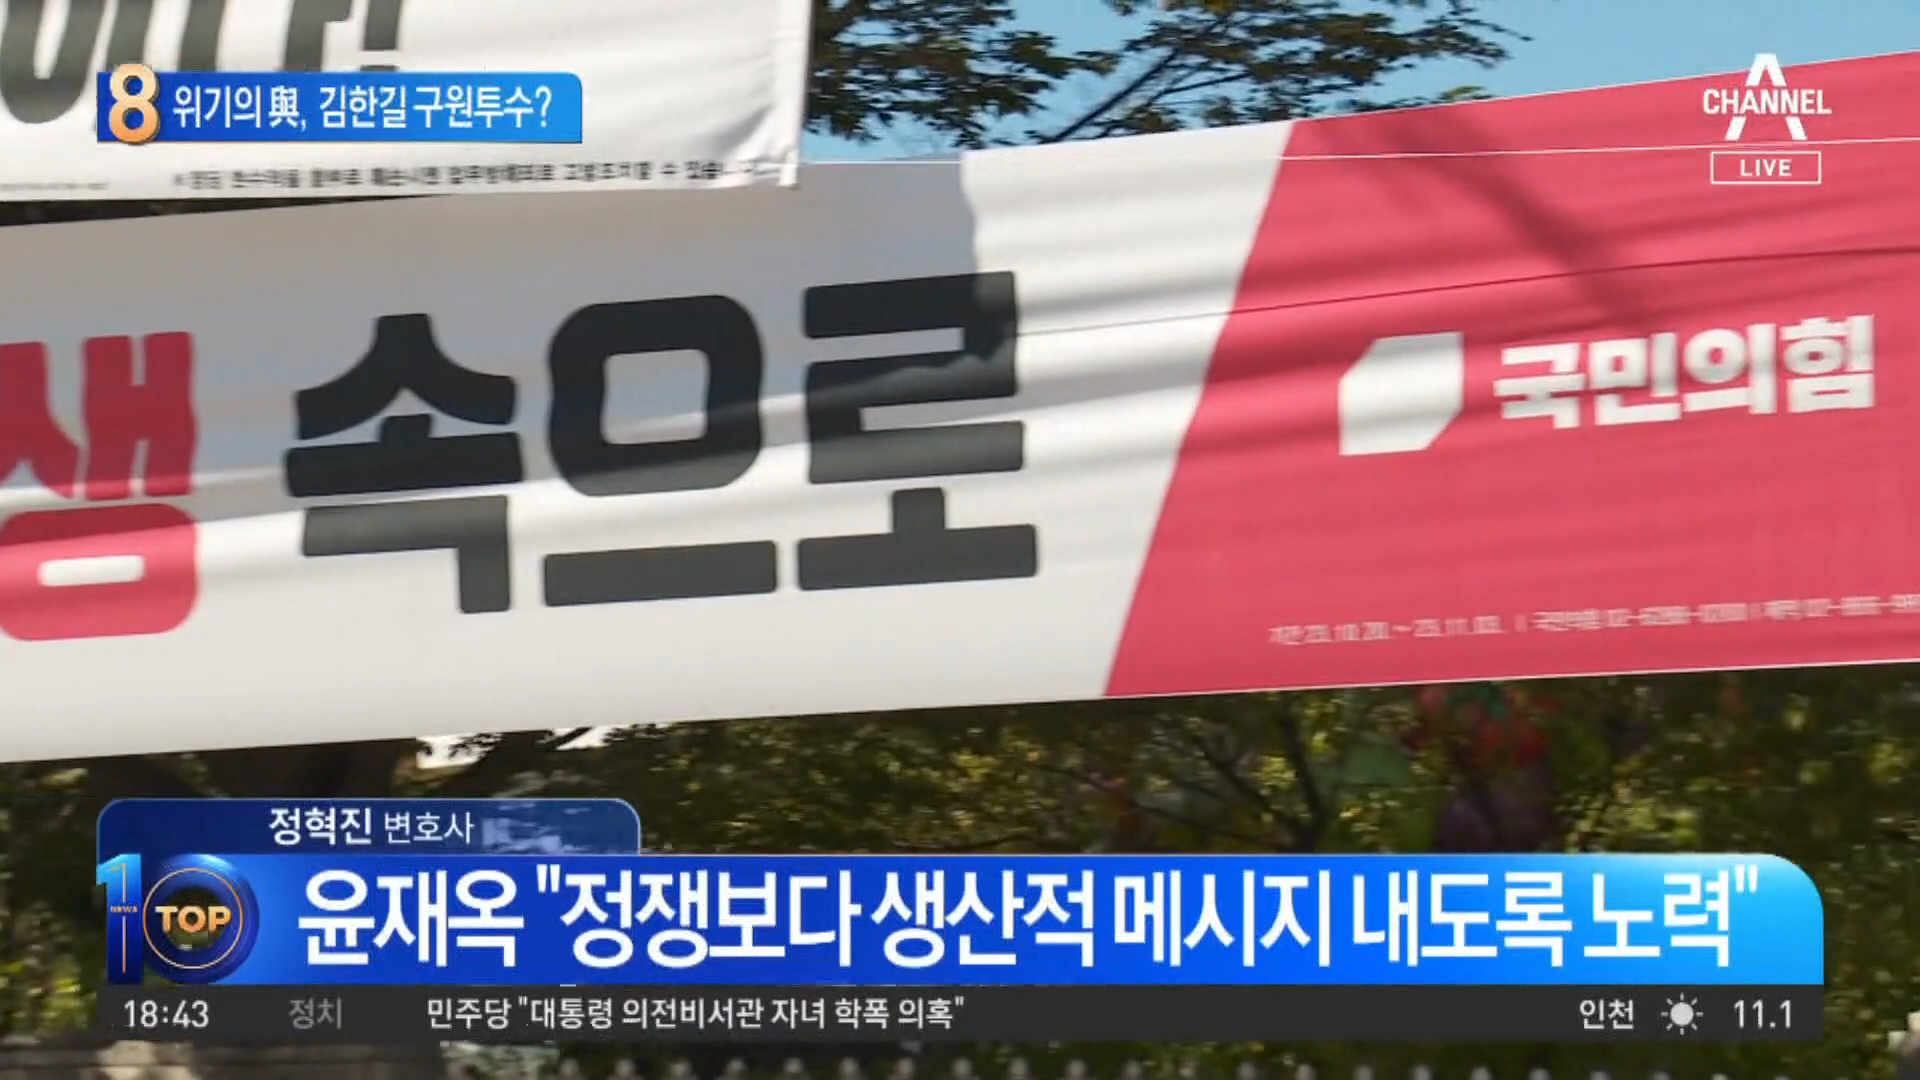 8 위기의 與, 김한길 구원투수?
CHANNEL A
LIVE
생 속으로
국민의힘
정혁진 변호사
NEWS TOP 10
윤재옥 "정쟁보다 생산적 메시지 내도록 노력"
18:43 정치 민주당 "대통령 의전비서관 자녀 학폭 의혹" 인천 11.1